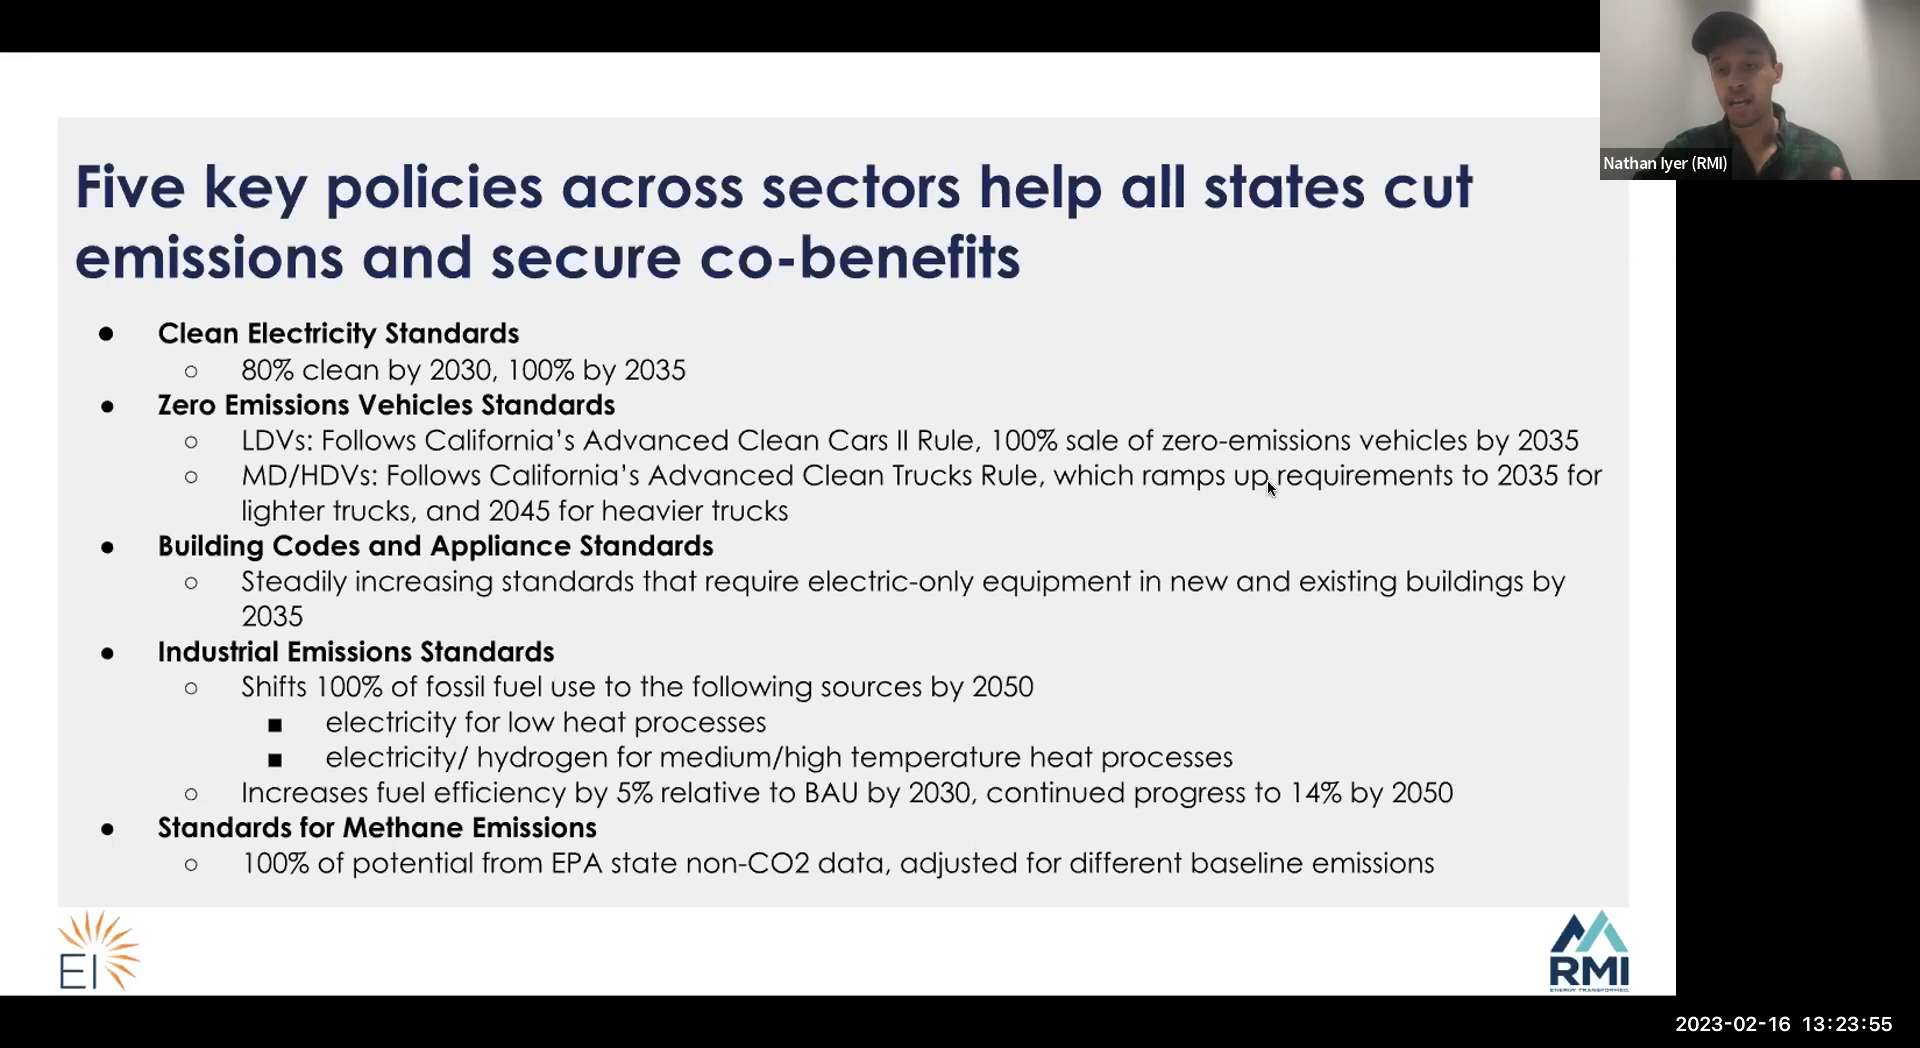 Nathan Iyer (RMI)
Five key policies across sectors help all states cut
emissions and secure co-benefits
● Clean Electricity Standards
○ 80% clean by 2030, 100% by 2035
● Zero Emissions Vehicles Standards
○ LDVs: Follows California’s Advanced Clean Cars II Rule, 100% sale of zero-emissions vehicles by 2035
○ MD/HDVs: Follows California’s Advanced Clean Trucks Rule, which ramps up requirements to 2035 for
lighter trucks, and 2045 for heavier trucks
● Building Codes and Appliance Standards
○ Steadily increasing standards that require electric-only equipment in new and existing buildings by
2035
● Industrial Emissions Standards
○ Shifts 100% of fossil fuel use to the following sources by 2050
■ electricity for low heat processes
■ electricity/ hydrogen for medium/high temperature heat processes
○ Increases fuel efficiency by 5% relative to BAU by 2030, continued progress to 14% by 2050
● Standards for Methane Emissions
○ 100% of potential from EPA state non-CO2 data, adjusted for different baseline emissions
EI
RMI
ENERGY. TRANSFORMED.
2023-02-16 13:23:55